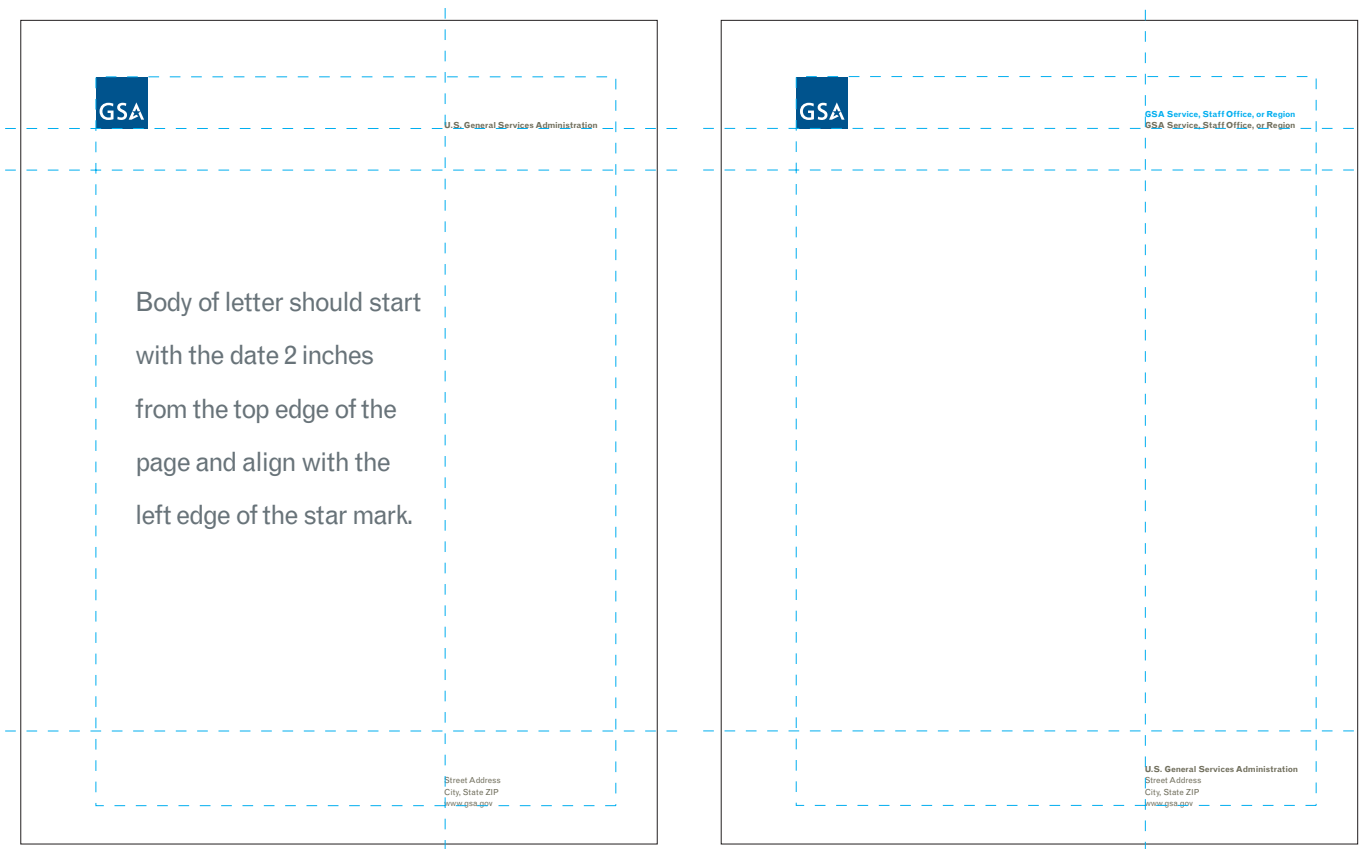 GSA
U.S. General Services Administration
Body of letter should start
with the date 2 inches
from the top edge of the
page and align with the
left edge of the star mark.
Street Address
City, State ZIP
www.gsa.gov
GSA
GSA Service, Staff Office, or Region
GSA Service, Staff Office, or Region
U.S. General Services Administration
Street Address
City, State ZIP
www.gsa.gov